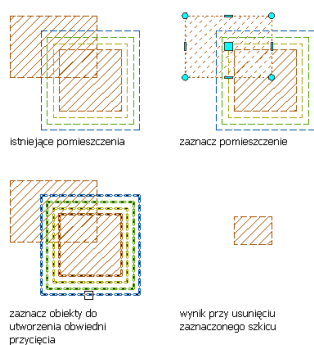 istniejące pomieszczenia
zaznacz pomieszczenie
zaznacz obiekty do
utworzenia obwiedni
przycięcia
wynik przy usunięciu
zaznaczonego szkicu